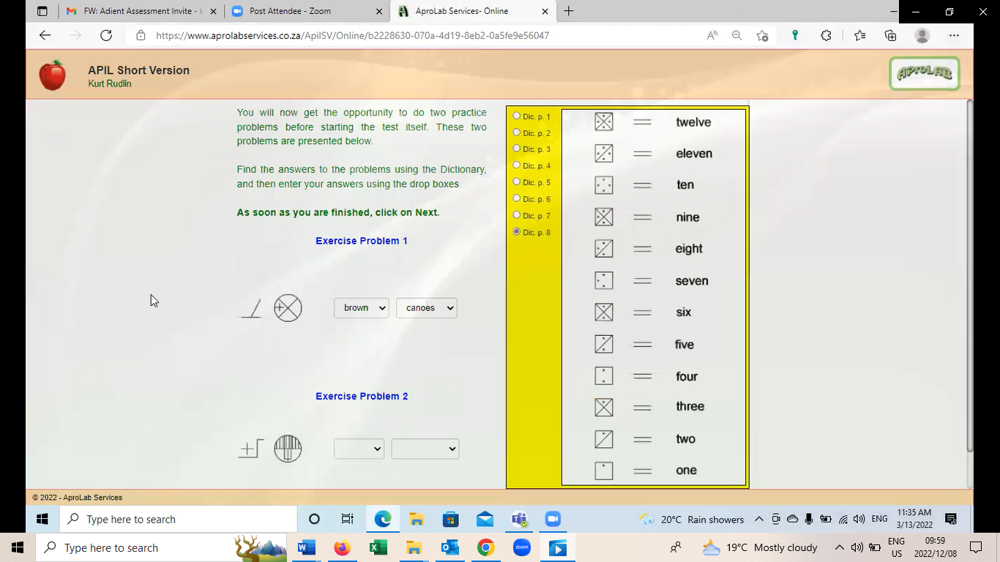 FW: Adient Assessment Invite -
Post Attendee - Zoom
AproLab Services- Online
https://www.aprolabservices.co.za/ApilSV/Online/b2228630-070a-4d19-8eb2-0a5fe9e56047
APIL Short Version
Kurt Rudlin
AProLAB
You will now get the opportunity to do two practice
problems before starting the test itself. These two
problems are presented below.
Find the answers to the problems using the Dictionary,
and then enter your answers using the drop boxes.
As soon as you are finished, click on Next.
Exercise Problem 1
brown canoes
Exercise Problem 2
Dic. p. 1
Dic. p. 2
Dic. p. 3
Dic. p. 4
Dic. p. 5
Dic. p. 6
Dic. p. 7
Dic. p. 8
= twelve
= eleven
= ten
= nine
= eight
= seven
= six
= five
= four
= three
= two
= one
© 2022 - AproLab Services
Type here to search
20°C Rain showers
ENG
11:35 AM
3/13/2022
Type here to search
zoom
19°C Mostly cloudy
ENG
US
09:59
2022/12/08